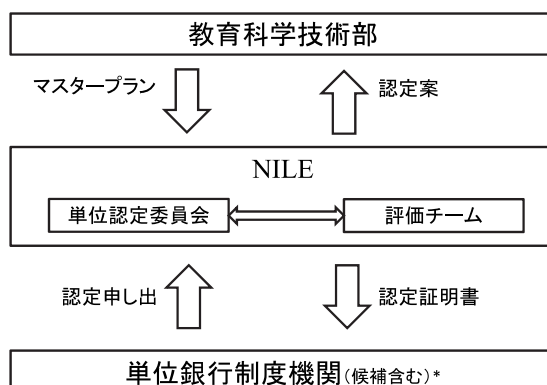 教育科学技術部
マスタープラン
認定案
NILE
単位認定委員会
評価チーム
認定申し出
認定証明書
単位銀行制度機関(候補含む)*